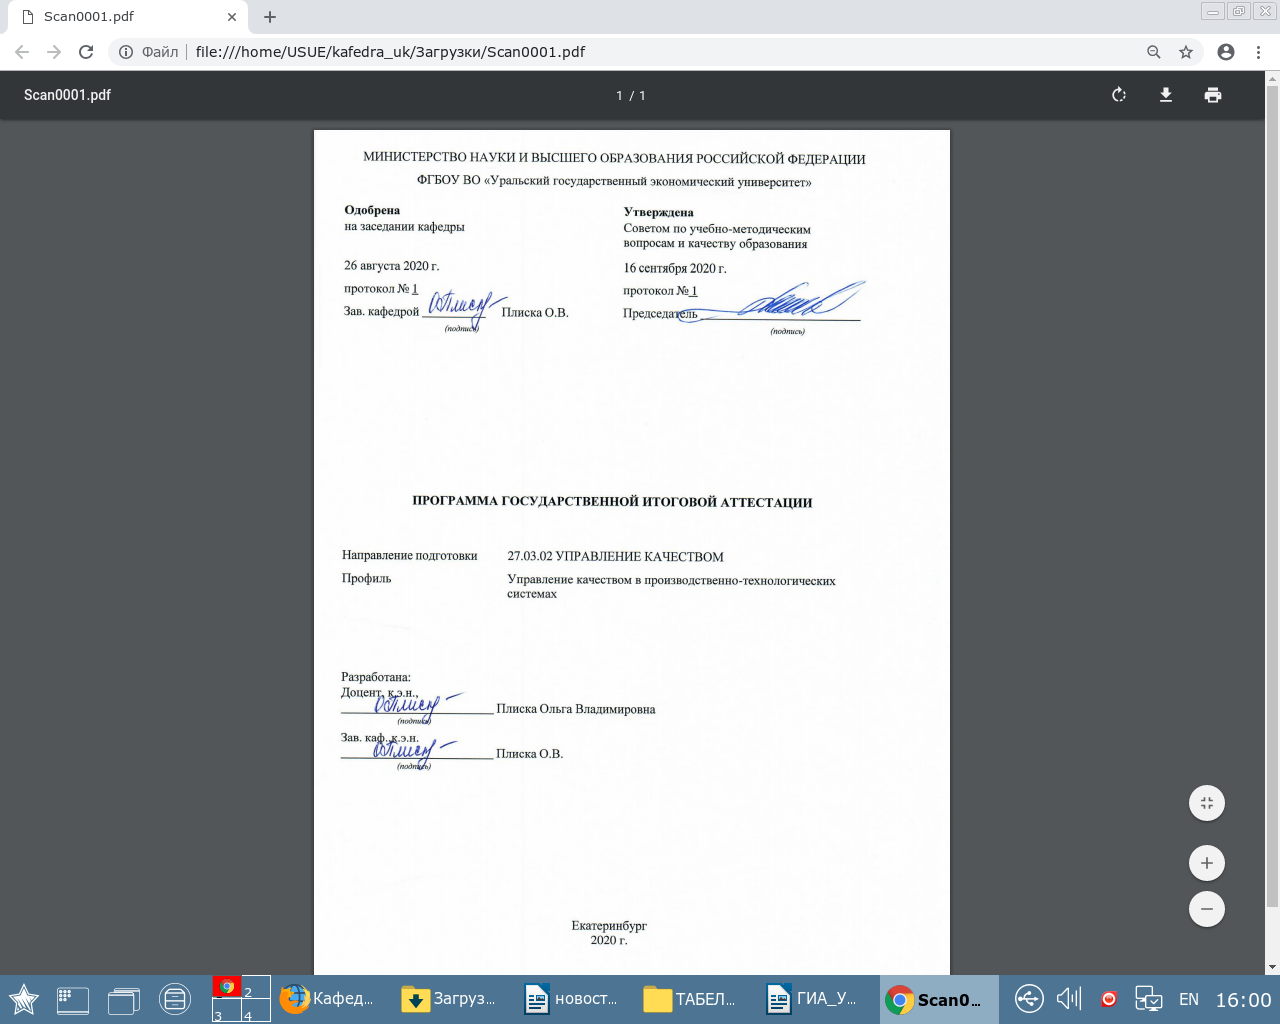 Scan0001.pdf
Файл
file:///home/USUE/kafedra_uk/Загрузки/Scan0001.pdf
Scan0001.pdf
1 / 1
МИНИСТЕРСТВО НАУКИ И ВЫСШЕГО ОБРАЗОВАНИЯ РОССИЙСКОЙ ФЕДЕРАЦИИ
ФГБОУ ВО «Уральский государственный экономический университет»
Одобрена
на заседании кафедры
26 августа 2020 г.
протокол № 1
Зав. кафедрой Плиска О.В.
(подпись)
Утверждена
Советом по учебно-методическим
вопросам и качеству образования
16 сентября 2020 г.
протокол № 1
Председатель
(подпись)
ПРОГРАММА ГОСУДАРСТВЕННОЙ ИТОГОВОЙ АТТЕСТАЦИИ
Направление подготовки 27.03.02 УПРАВЛЕНИЕ КАЧЕСТВОМ
Профиль Управление качеством в производственно-технологических
системах
Разработана:
Доцент, к.э.н.,
Плиска Ольга Владимировна
(подпись)
Зав. каф.,к.э.н.
Плиска О.В.
(подпись)
Екатеринбург
2020 г.
2
3 4
Кафед...
Загруз...
новост...
ТАБЕЛ...
ГИА_У...
Scan0...
EN
16:00